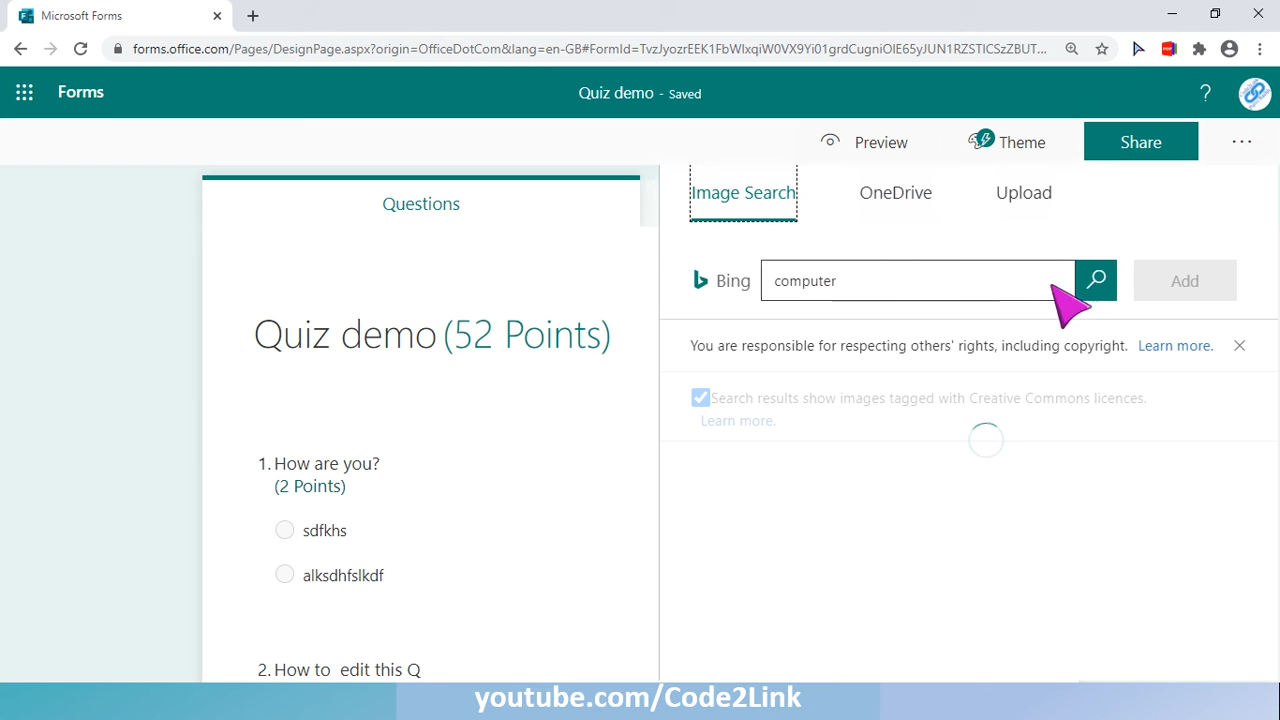 Microsoft Forms
forms.office.com/Pages/DesignPage.aspx?origin=OfficeDotCom&lang=en-GB#FormId=TvzJyozrEEK1FbWlxqiW0VX9Yi01grdCugniOlE65yJUN1RZSTlCSzZBUT...
PDF
Forms
Quiz demo - Saved
?
Preview
Theme
Share
Questions
Image Search
OneDrive
Upload
Bing
computer
Add
Quiz demo (52 Points)
You are responsible for respecting others' rights, including copyright. Learn more.
Search results show images tagged with Creative Commons licences.
Learn more.
1. How are you?
(2 Points)
sdfkhs
alksdhfslkdf
2. How to edit this Q
youtube.com/Code2Link